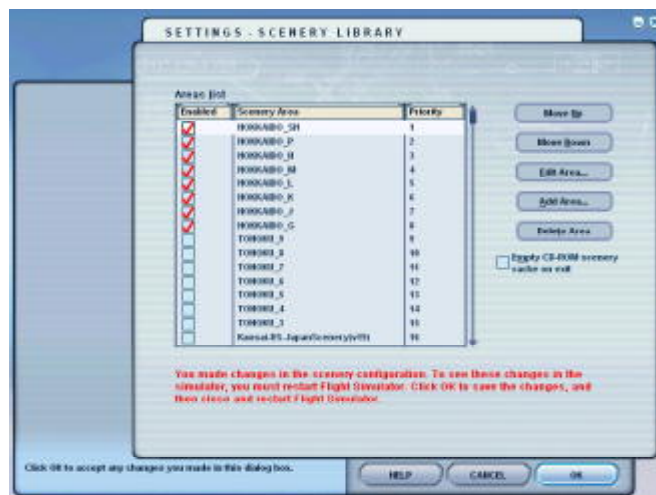 SETTINGS - SCENERY LIBRARY
Areas list
Enabled Scenery Area Priority
HOKKAIDO_SH 1
HOKKAIDO_P 2
HOKKAIDO_N 3
HOKKAIDO_M 4
HOKKAIDO_L 5
HOKKAIDO_K 6
HOKKAIDO_J 7
HOKKAIDO_G 8
TOHOKU_9 9
TOHOKU_8 10
TOHOKU_7 11
TOHOKU_6 12
TOHOKU_5 13
TOHOKU_4 14
TOHOKU_3 15
16
Move Up
Move Down
Edit Area...
Add Area...
Delete Area
Empty CD-ROM scenery
cache on exit
You made changes in the scenery configuration. To see these changes in the
simulator, you must restart Flight Simulator. Click OK to save the changes, and
then close and restart Flight Simulator.
Click OK to accept any changes you made in this dialog box.
HELP CANCEL OK